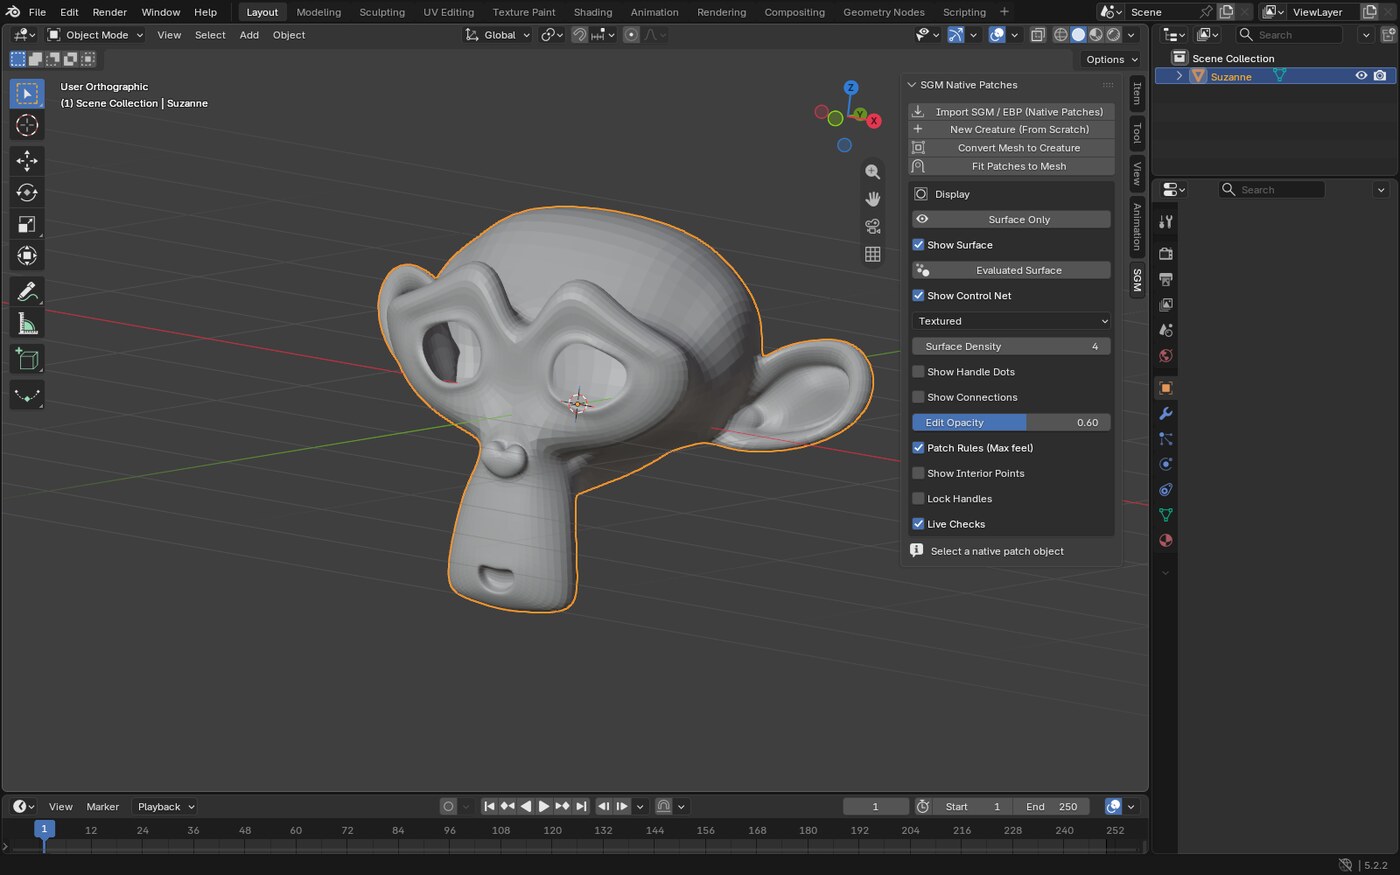 File Edit Render Window Help Layout Modeling Sculpting UV Editing Texture Paint Shading Animation Rendering Compositing Geometry Nodes Scripting Scene ViewLayer
Object Mode View Select Add Object Global Search
Options
User Orthographic
(1) Scene Collection | Suzanne
Z
Y
X
SGM Native Patches
Import SGM / EBP (Native Patches)
New Creature (From Scratch)
Convert Mesh to Creature
Fit Patches to Mesh
Display
Surface Only
Show Surface
Evaluated Surface
Show Control Net
Textured
Surface Density 4
Show Handle Dots
Show Connections
Edit Opacity 0.60
Patch Rules (Max feel)
Show Interior Points
Lock Handles
Live Checks
Select a native patch object
Item
Tool
View
Animation
SGM
Scene Collection
Suzanne
Search
View Marker Playback 1 Start 1 End 250
1 12 24 36 48 60 72 84 96 108 120 132 144 156 168 180 192 204 216 228 240 252
5.2.2